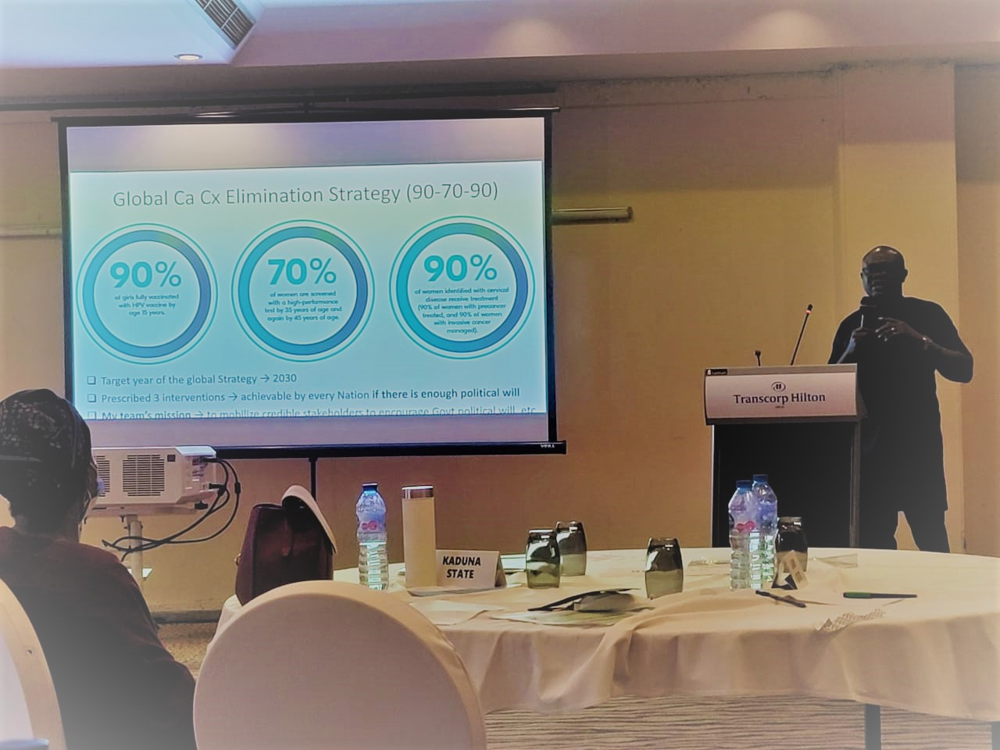 Global Ca Cx Elimination Strategy (90-70-90)
90%
of girls fully vaccinated
with HPV vaccine by
age 15 years.
70%
of women are screened
with a high-performance
test by 35 years of age and
again by 45 years of age.
90%
of women identified with cervical
disease receive treatment
(90% of women with precancer
treated, and 90% of women
with invasive cancer
managed).
Target year of the global Strategy → 2030
Prescribed 3 interventions → achievable by every Nation if there is enough political will
My team's mission → to mobilize credible stakeholders to encourage Govt political will, etc
Transcorp Hilton
KADUNA
STATE